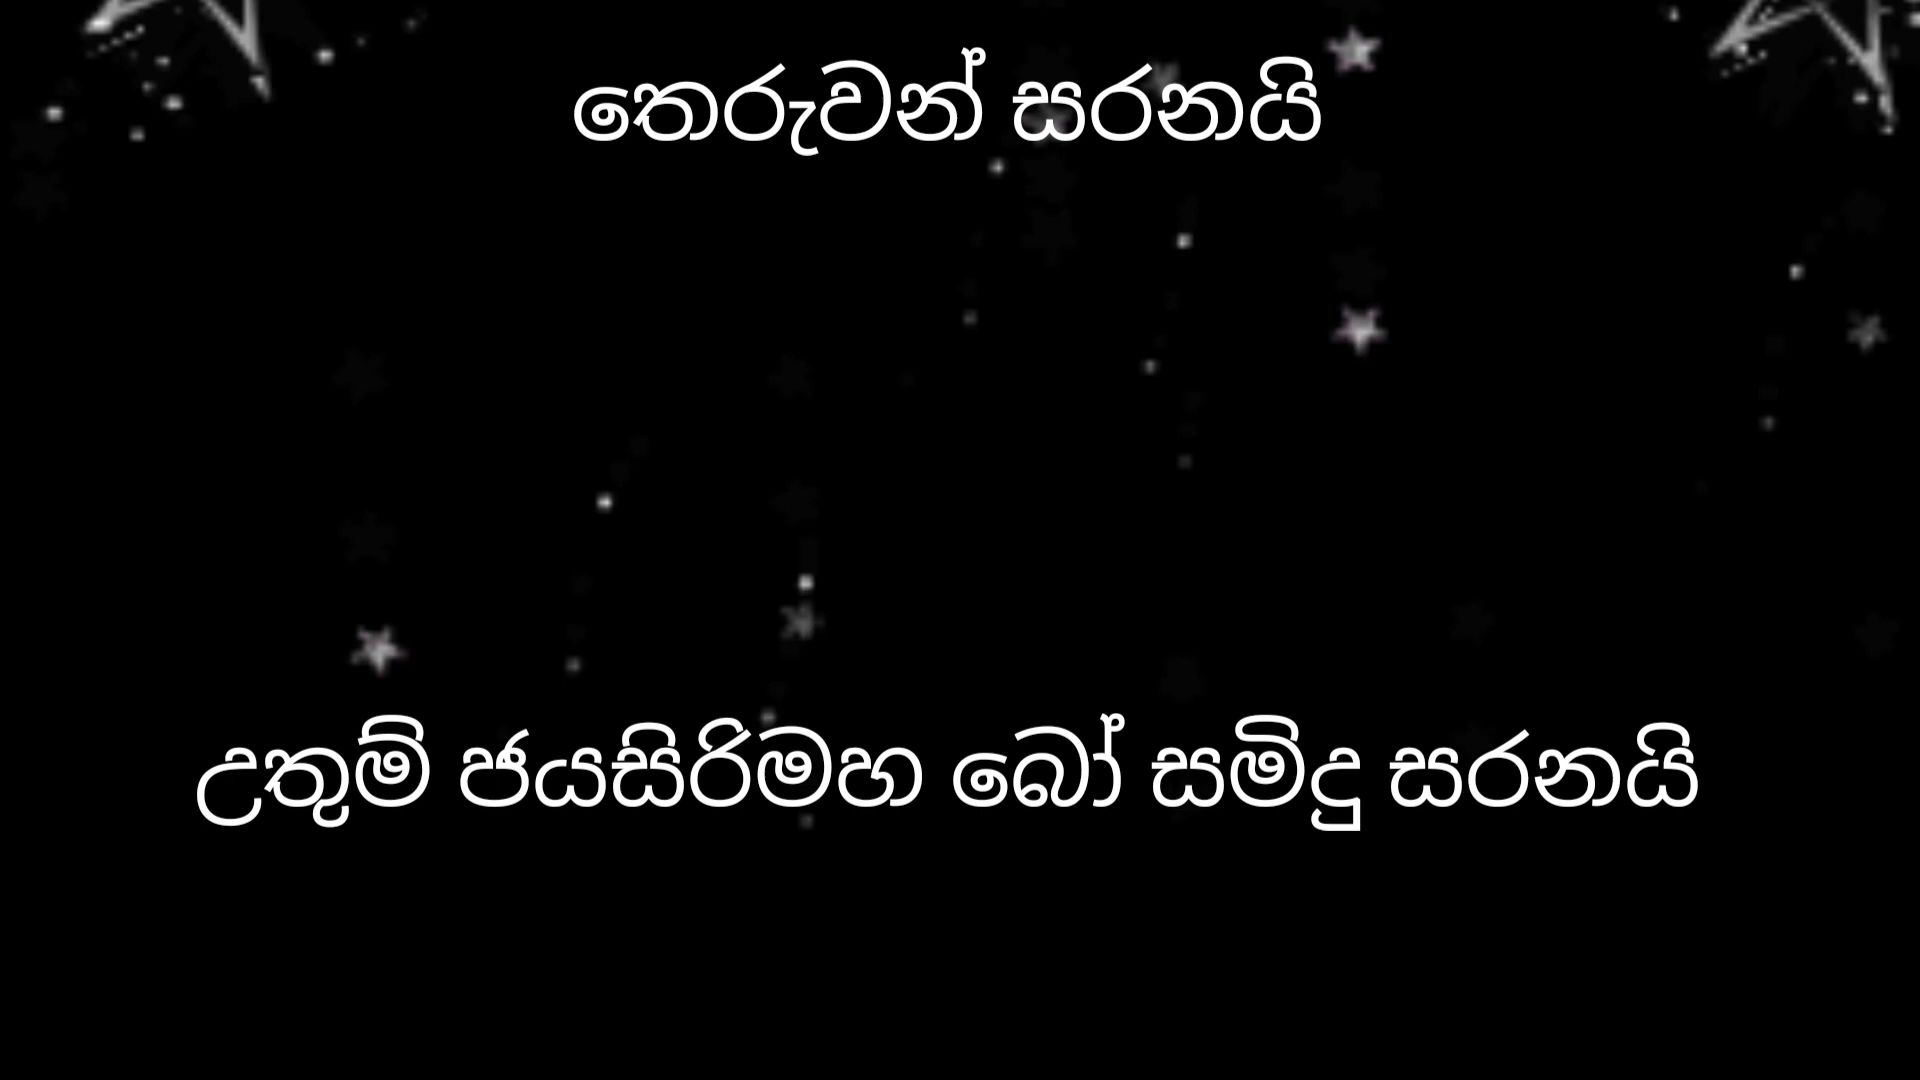 තෙරුවන් සරනයි
උතුම් ජයසිරිමහ බෝ සමිදු සරනයි